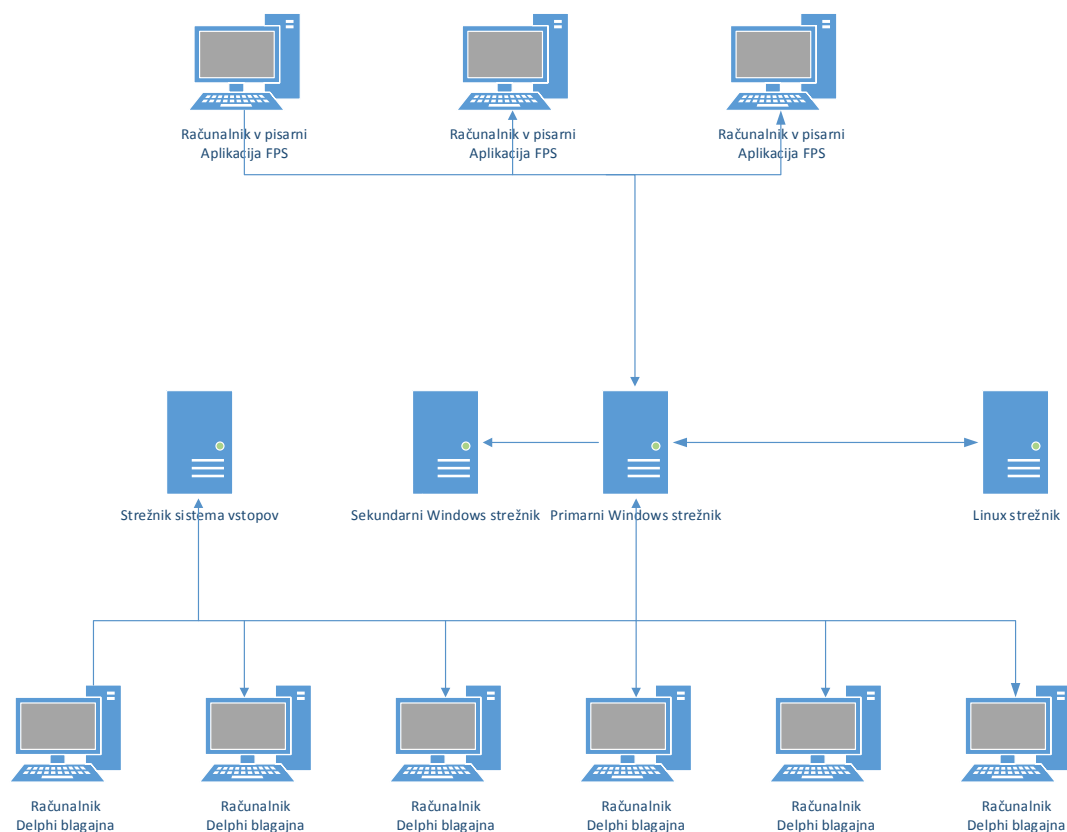 Računalnik v pisarni
Aplikacija FPS
Računalnik v pisarni
Aplikacija FPS
Računalnik v pisarni
Aplikacija FPS
Strežnik sistema vstopov
Sekundarni Windows strežnik
Primarni Windows strežnik
Linux strežnik
Računalnik
Delphi blagajna
Računalnik
Delphi blagajna
Računalnik
Delphi blagajna
Računalnik
Delphi blagajna
Računalnik
Delphi blagajna
Računalnik
Delphi blagajna